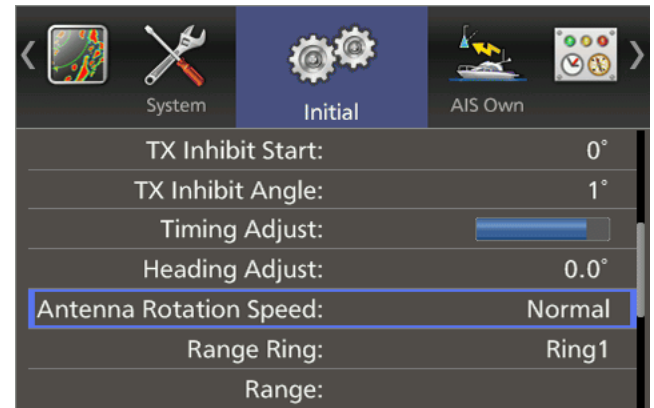 System
Initial
AIS Own
TX Inhibit Start: 0°
TX Inhibit Angle: 1°
Timing Adjust:
Heading Adjust: 0.0°
Antenna Rotation Speed: Normal
Range Ring: Ring1
Range: